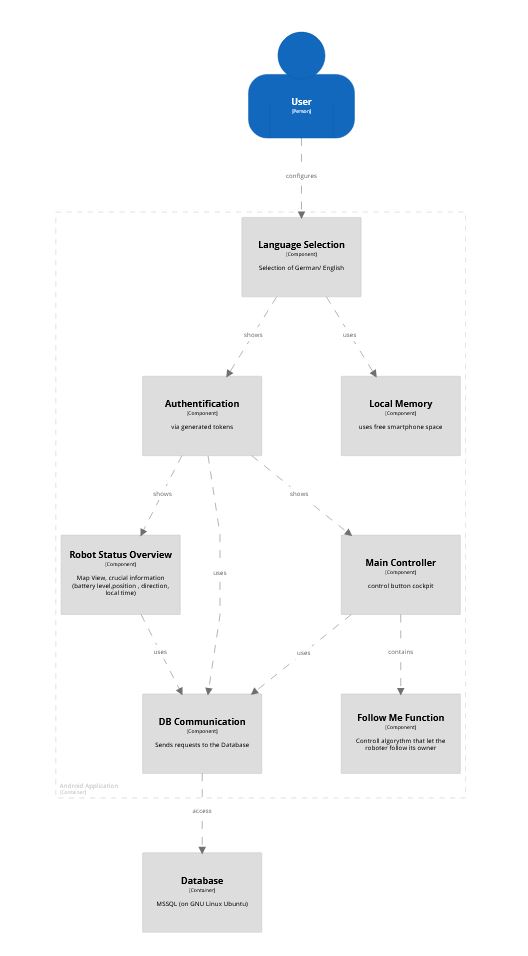 User
[Person]
configures
Language Selection
[Component]
Selection of German/ English
shows
uses
Authentification
[Component]
via generated tokens
Local Memory
[Component]
uses free smartphone space
shows
shows
uses
Robot Status Overview
[Component]
Map View, crucial information
(battery level,position , direction,
local time)
Main Controller
[Component]
control button cockpit
uses
uses
contains
DB Communication
[Component]
Sends requests to the Database
Follow Me Function
[Component]
Controll algorythm that let the
roboter follow its owner
Android Application
[Container]
access
Database
[Container]
MSSQL (on GNU Linux Ubuntu)